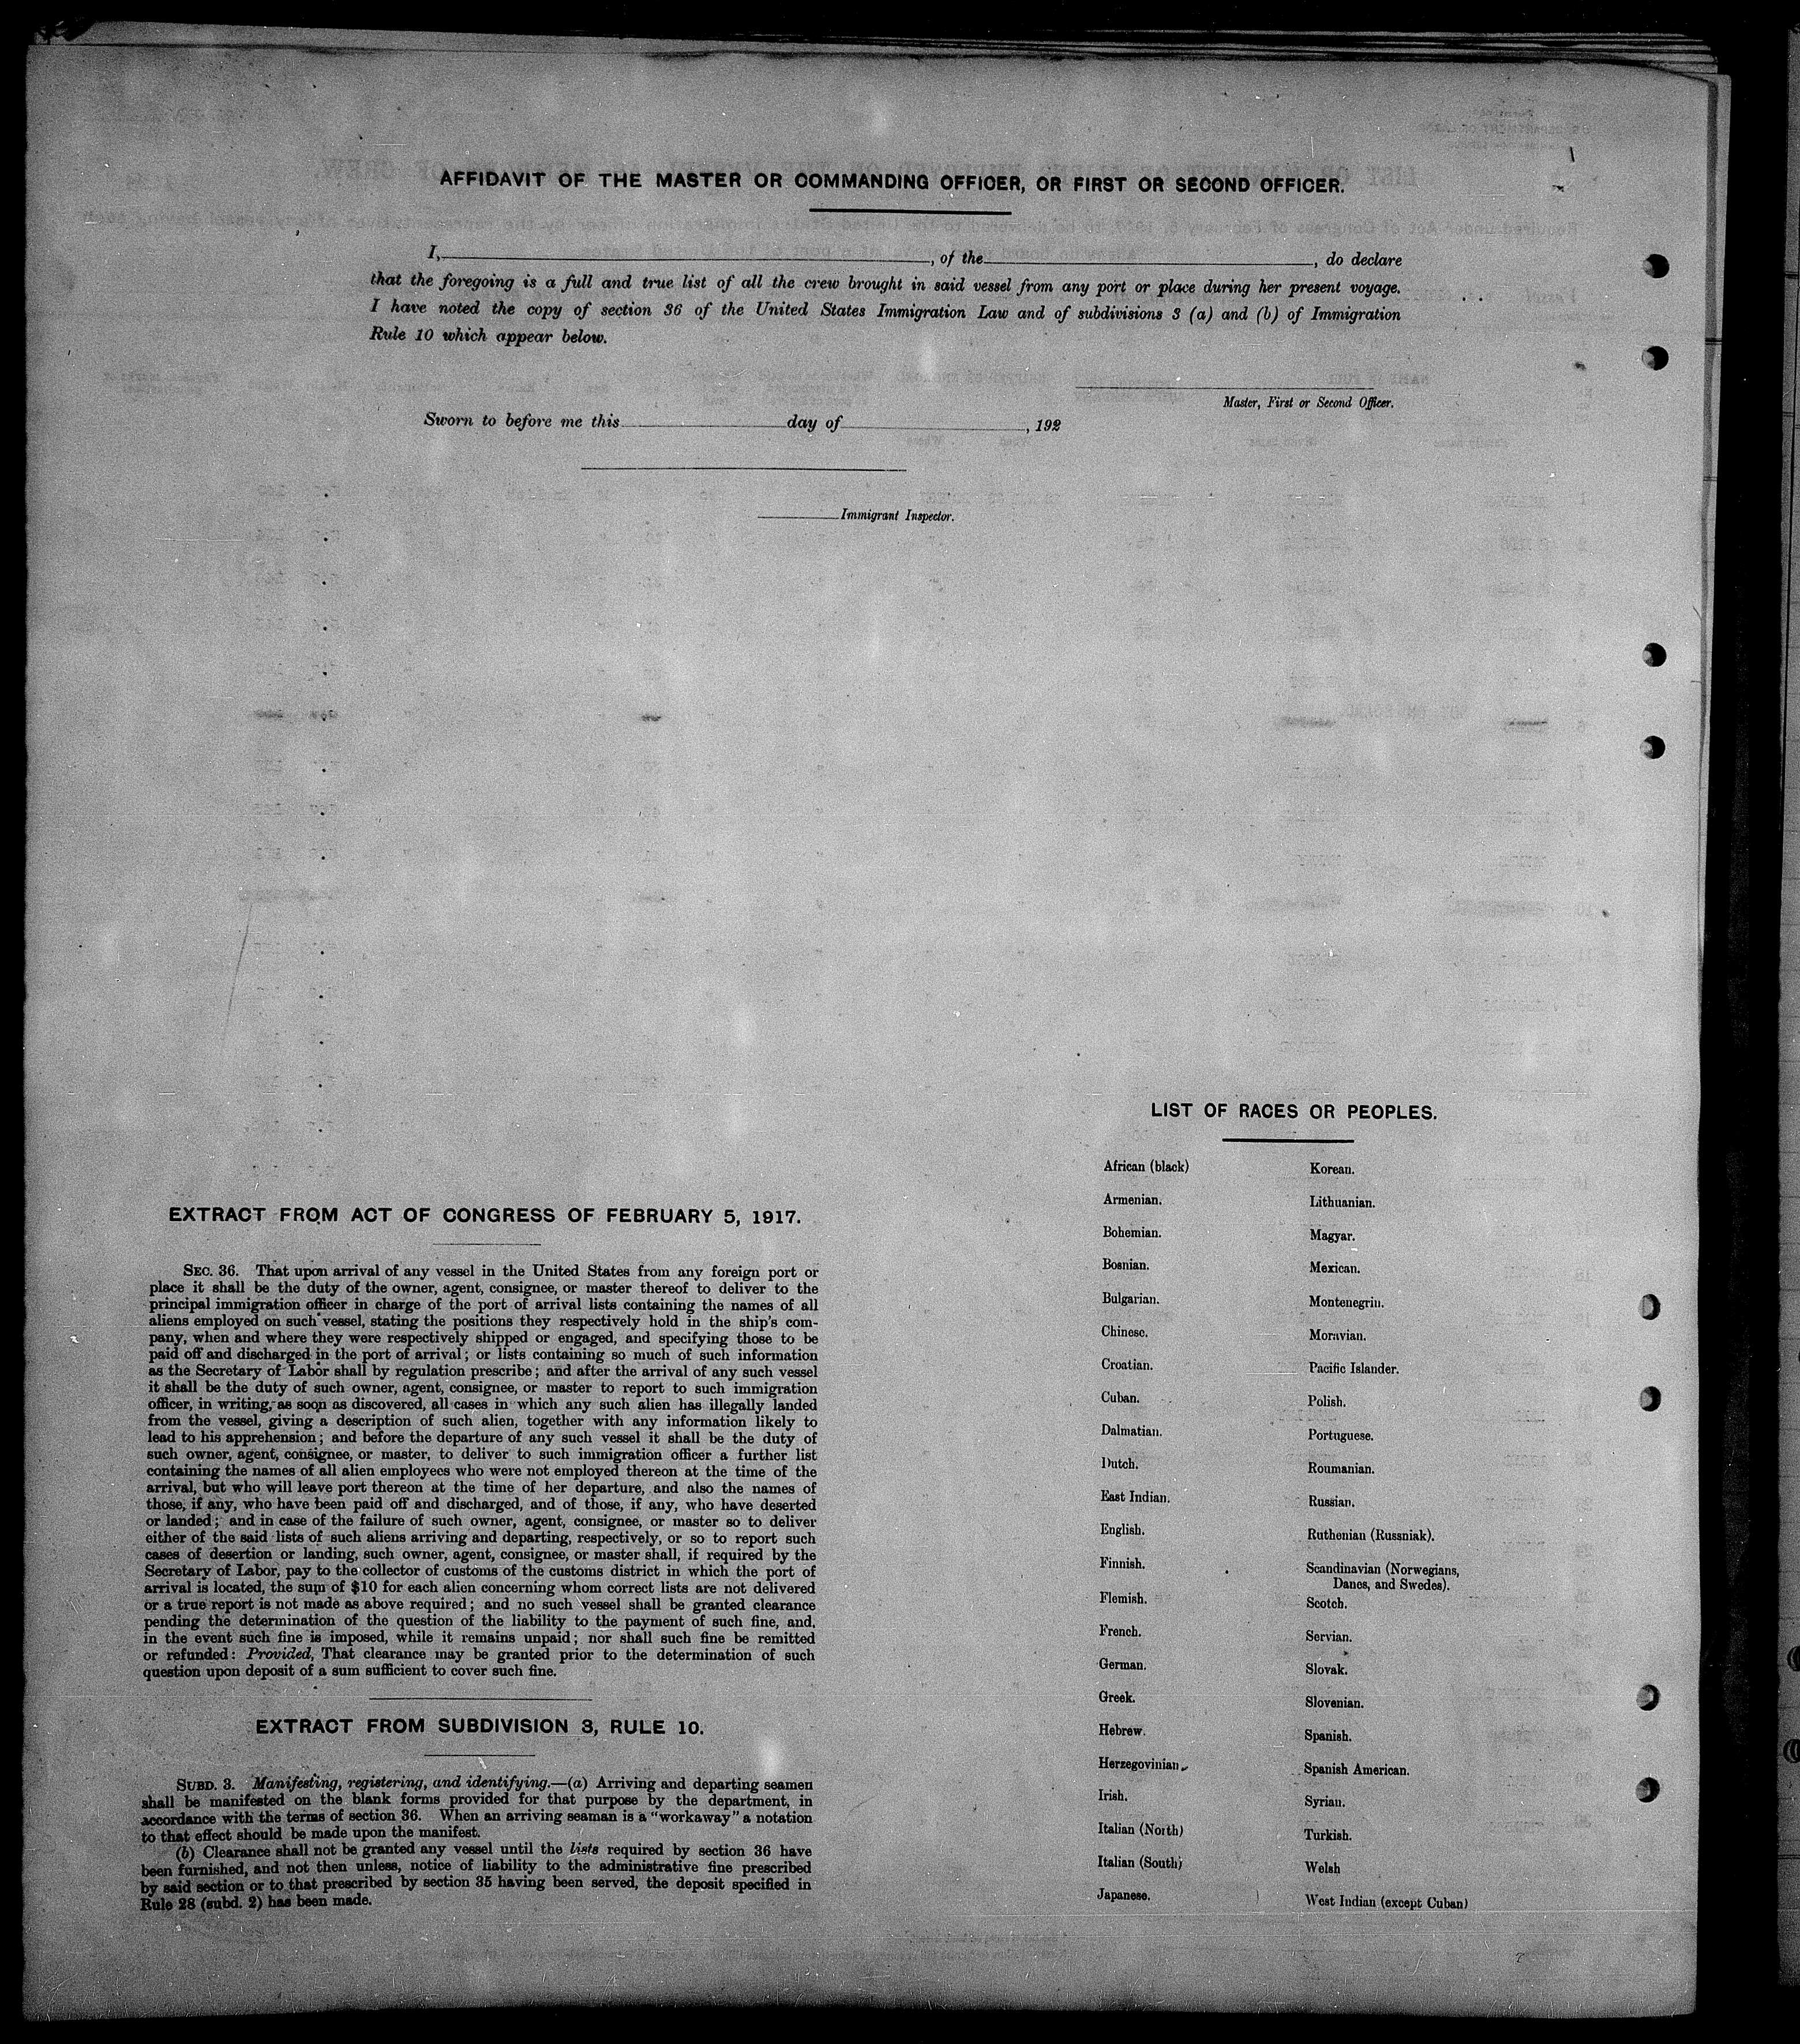 AFFIDAVIT OF THE MASTER OR COMMANDING OFFICER, OR FIRST OR SECOND OFFICER.
I, , of the , do declare
that the foregoing is a full and true list of all the crew brought in said vessel from any port or place during her present voyage.
I have noted the copy of section 36 of the United States Immigration Law and of subdivisions 3 (a) and (b) of Immigration
Rule 10 which appear below.
Master, First or Second Officer.
Sworn to before me this day of , 192
Immigrant Inspector.
EXTRACT FROM ACT OF CONGRESS OF FEBRUARY 5, 1917.
SEC. 36. That upon arrival of any vessel in the United States from any foreign port or
place it shall be the duty of the owner, agent, consignee, or master thereof to deliver to the
principal immigration officer in charge of the port of arrival lists containing the names of all
aliens employed on such vessel, stating the positions they respectively hold in the ship's com-
pany, when and where they were respectively shipped or engaged, and specifying those to be
paid off and discharged in the port of arrival; or lists containing so much of such information
as the Secretary of Labor shall by regulation prescribe; and after the arrival of any such vessel
it shall be the duty of such owner, agent, consignee, or master to report to such immigration
officer, in writing, as soon as discovered, all cases in which any such alien has illegally landed
from the vessel, giving a description of such alien, together with any information likely to
lead to his apprehension; and before the departure of any such vessel it shall be the duty of
such owner, agent, consignee, or master, to deliver to such immigration officer a further list
containing the names of all alien employees who were not employed thereon at the time of the
arrival, but who will leave port thereon at the time of her departure, and also the names of
those, if any, who have been paid off and discharged, and of those, if any, who have deserted
or landed; and in case of the failure of such owner, agent, consignee, or master so to deliver
either of the said lists of such aliens arriving and departing, respectively, or so to report such
cases of desertion or landing, such owner, agent, consignee, or master shall, if required by the
Secretary of Labor, pay to the collector of customs of the customs district in which the port of
arrival is located, the sum of $10 for each alien concerning whom correct lists are not delivered
or a true report is not made as above required; and no such vessel shall be granted clearance
pending the determination of the question of the liability to the payment of such fine, and,
in the event such fine is imposed, while it remains unpaid; nor shall such fine be remitted
or refunded: Provided, That clearance may be granted prior to the determination of such
question upon deposit of a sum sufficient to cover such fine.
EXTRACT FROM SUBDIVISION 3, RULE 10.
SUBD. 3. Manifesting, registering, and identifying.—(a) Arriving and departing seamen
shall be manifested on the blank forms provided for that purpose by the department, in
accordance with the terms of section 36. When an arriving seaman is a "workaway" a notation
to that effect should be made upon the manifest.
(b) Clearance shall not be granted any vessel until the lists required by section 36 have
been furnished, and not then unless, notice of liability to the administrative fine prescribed
by said section or to that prescribed by section 35 having been served, the deposit specified in
Rule 28 (subd. 2) has been made.
LIST OF RACES OR PEOPLES.
African (black)
Armenian.
Bohemian.
Bosnian.
Bulgarian.
Chinese.
Croatian.
Cuban.
Dalmatian.
Dutch.
East Indian.
English.
Finnish.
Flemish.
French.
German.
Greek.
Hebrew.
Herzegovinian.
Irish.
Italian (North)
Italian (South)
Japanese.
Korean.
Lithuanian.
Magyar.
Mexican.
Montenegrin.
Moravian.
Pacific Islander.
Polish.
Portuguese.
Roumanian.
Russian.
Ruthenian (Russniak).
Scandinavian (Norwegians,
Danes, and Swedes).
Scotch.
Servian.
Slovak.
Slovenian.
Spanish.
Spanish American.
Syrian.
Turkish.
Welsh
West Indian (except Cuban)